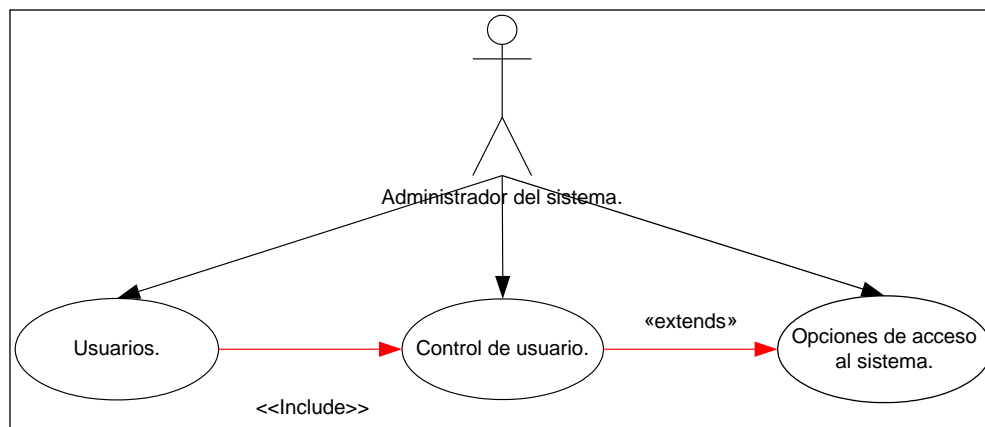 Administrador del sistema.
«extends»
Usuarios.
Control de usuario.
Opciones de acceso
al sistema.
<<Include>>